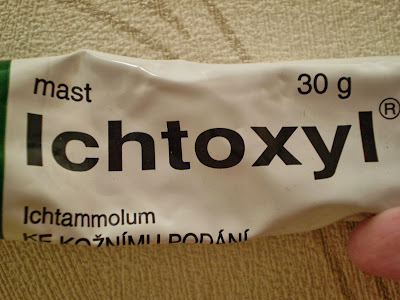 mast 30 g
Ichtoxyl®
Ichtammolum
KE KOŽNÍMU PODÁNÍ